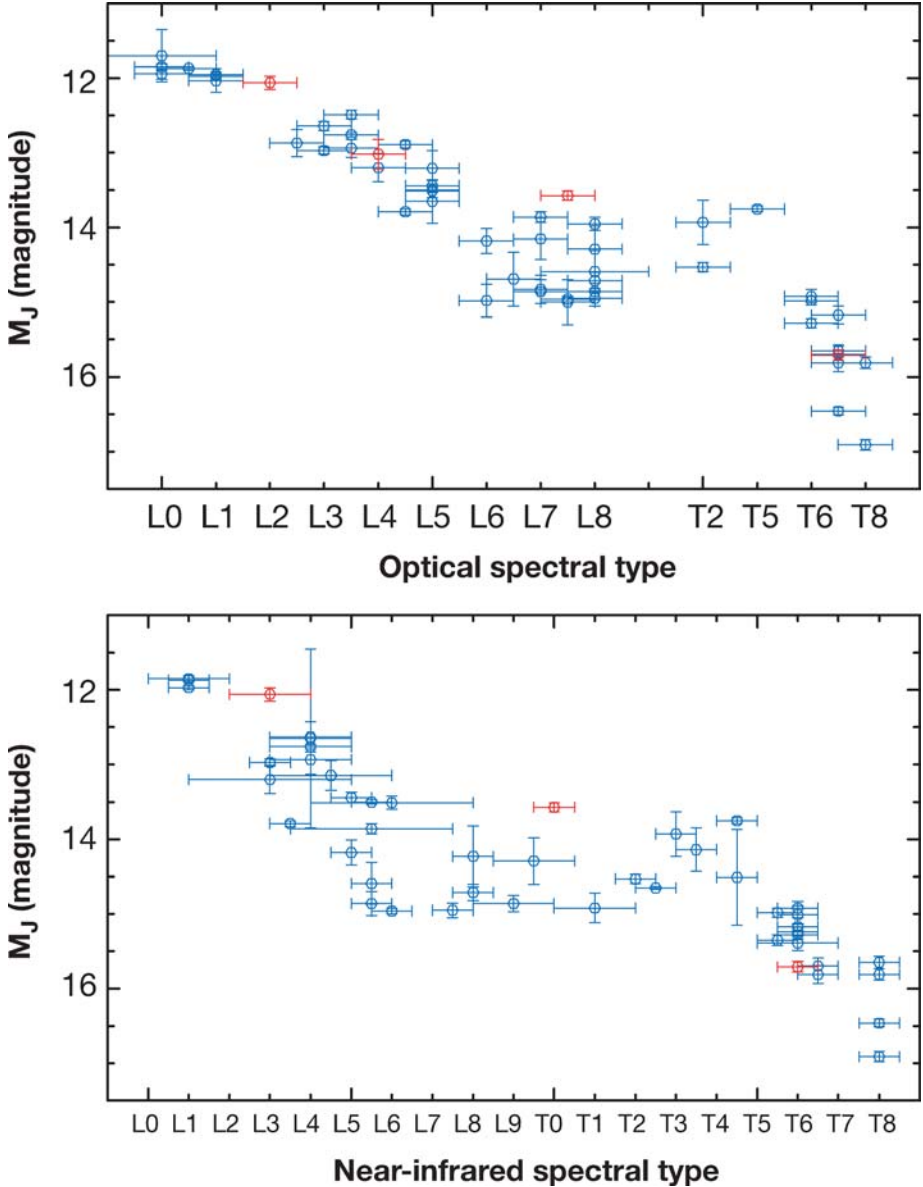 12
14
16
M_J (magnitude)
L0 L1 L2 L3 L4 L5 L6 L7 L8 T2 T5 T6 T8
Optical spectral type
12
14
16
M_J (magnitude)
L0 L1 L2 L3 L4 L5 L6 L7 L8 L9 T0 T1 T2 T3 T4 T5 T6 T7 T8
Near-infrared spectral type